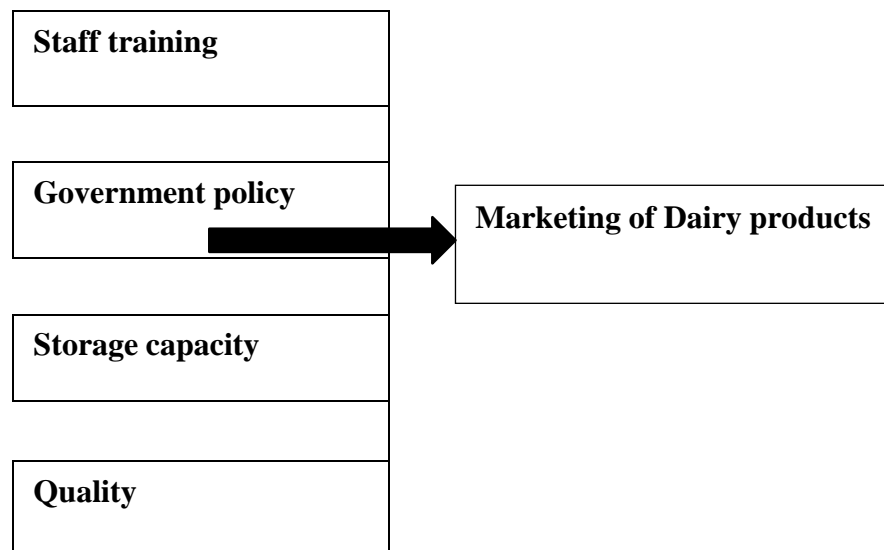 Staff training
Government policy
Marketing of Dairy products
Storage capacity
Quality